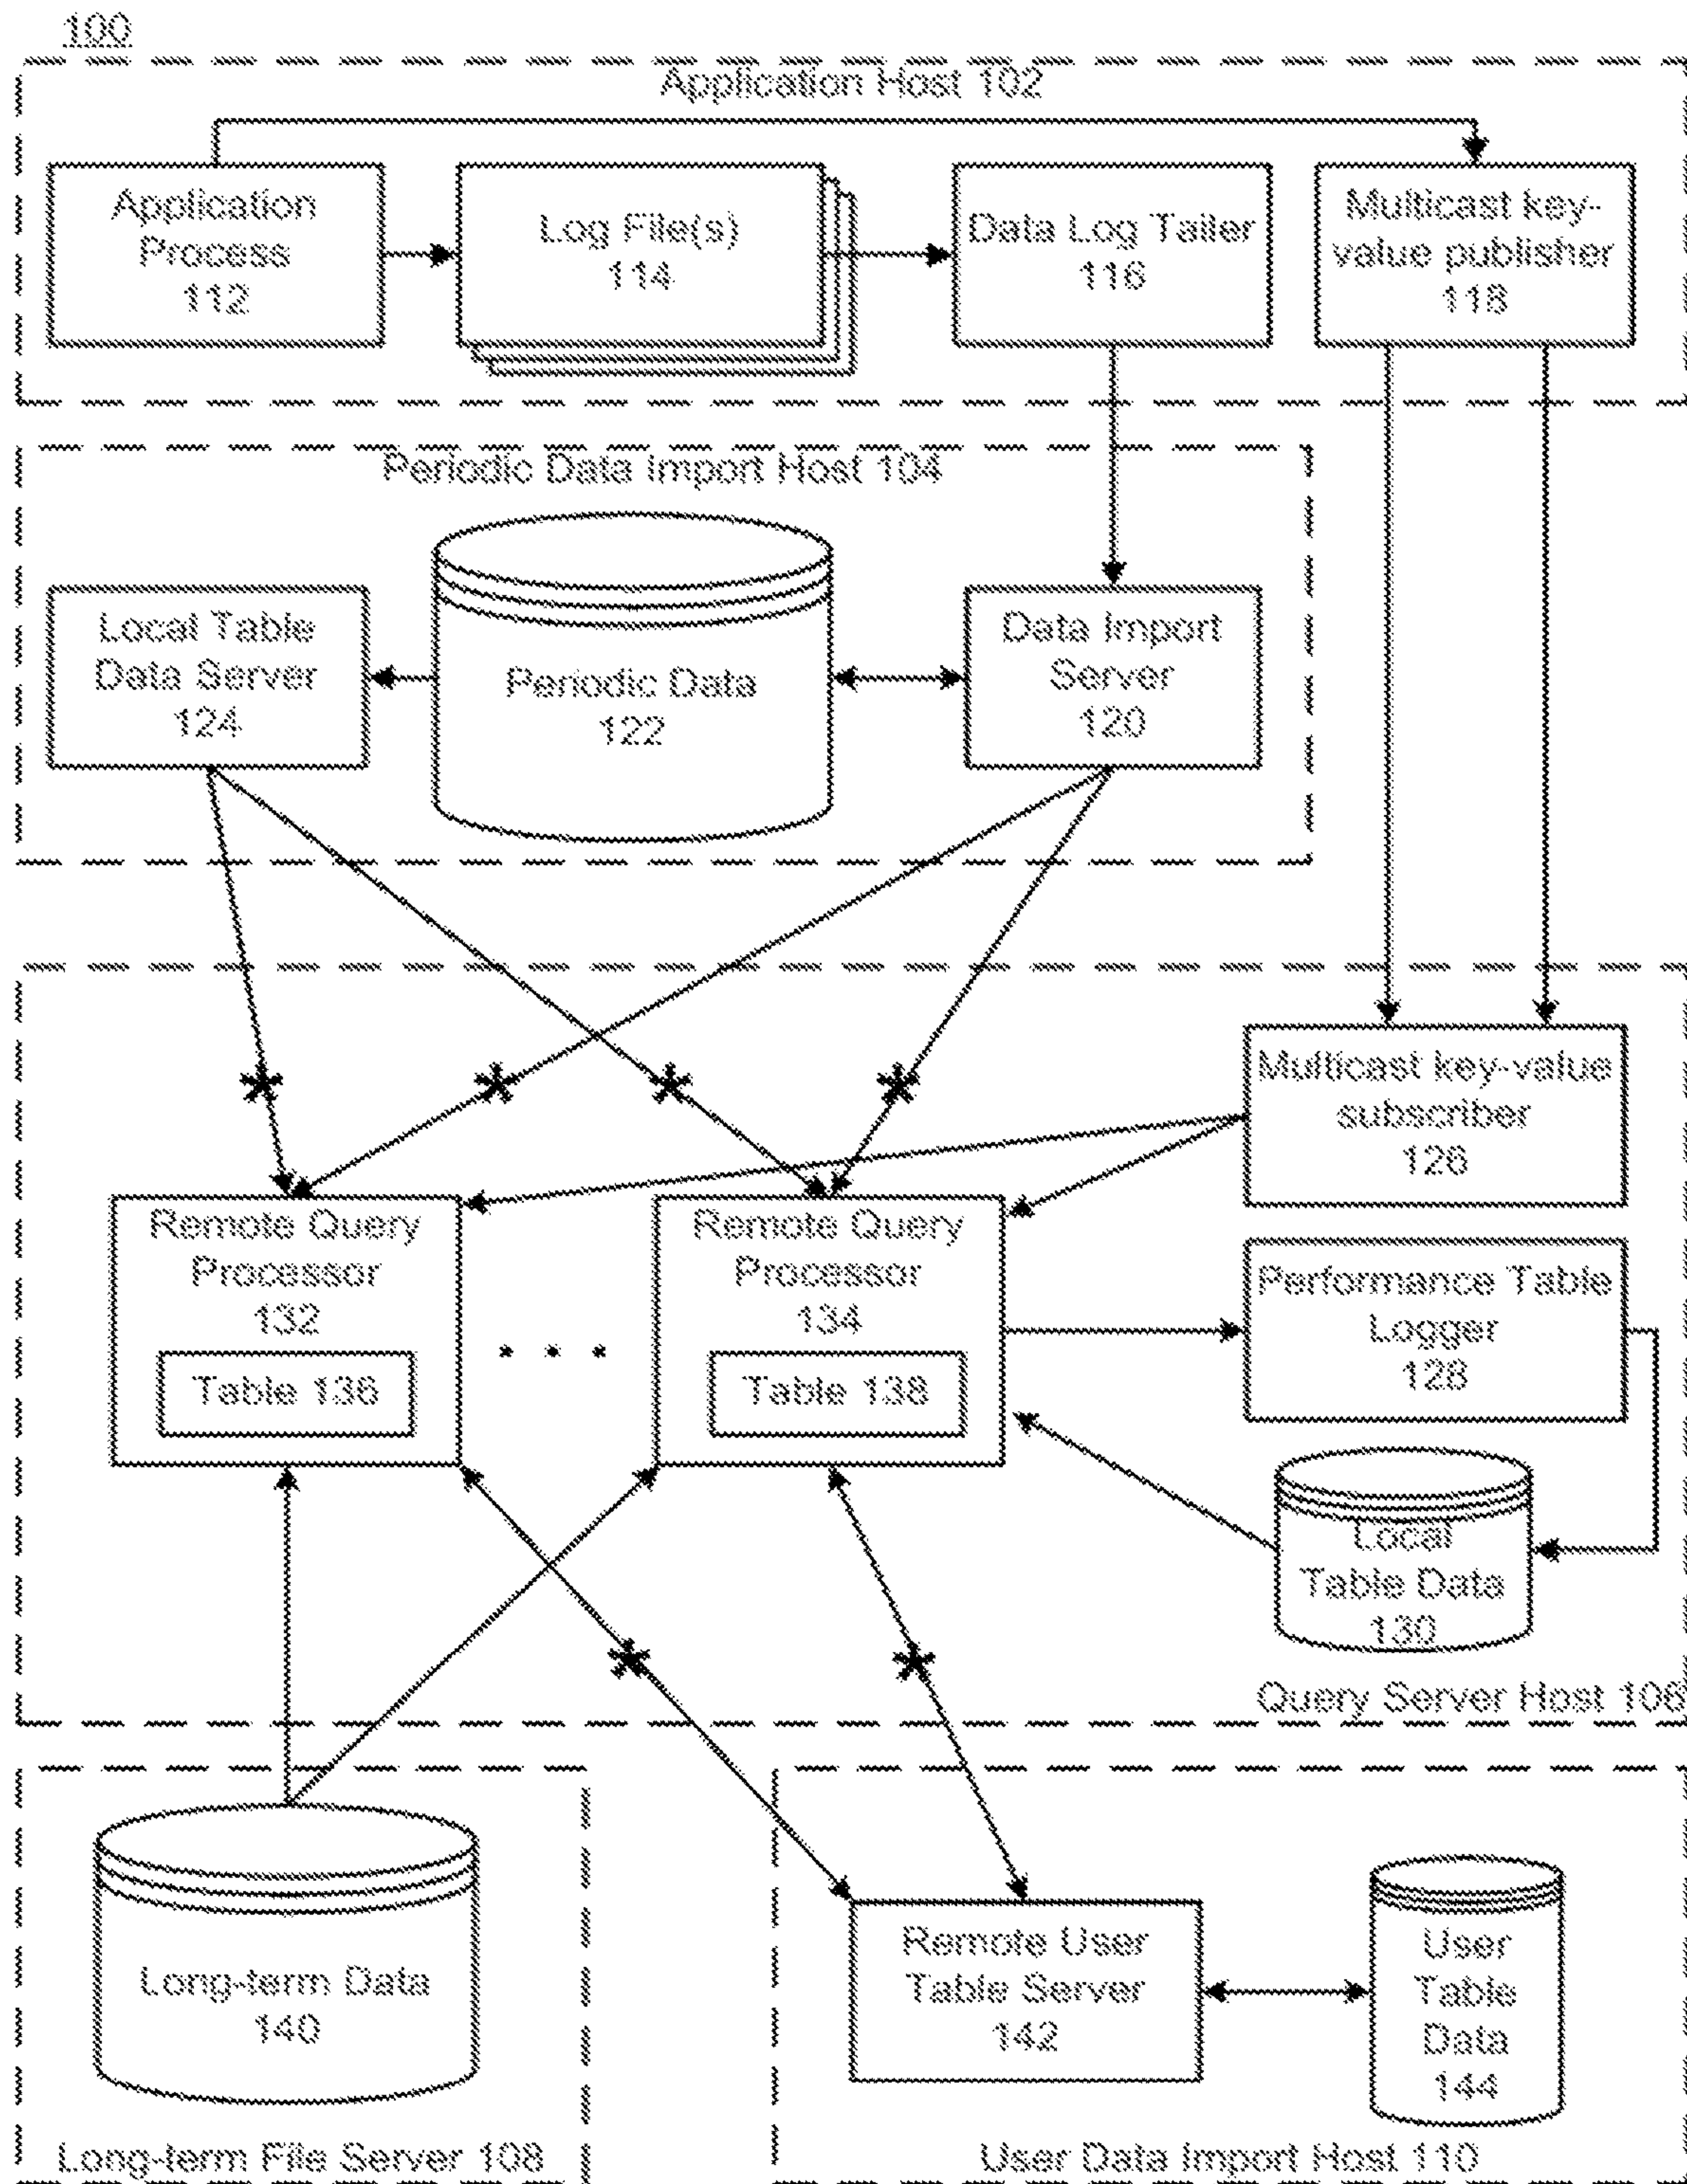 100
Application Host 102
Application
Process
112
Log File(s)
114
Data Log Tailer
116
Multicast key-
value publisher
118
Periodic Data Import Host 104
Local Table
Data Server
124
Periodic Data
122
Data Import
Server
120
Multicast key-value
subscriber
126
Remote Query
Processor
132
Table 136
Remote Query
Processor
134
Table 138
Performance Table
Logger
128
Local
Table Data
130
Query Server Host 106
Long-term Data
140
Long-term File Server 108
Remote User
Table Server
142
User
Table
Data
144
User Data Import Host 110